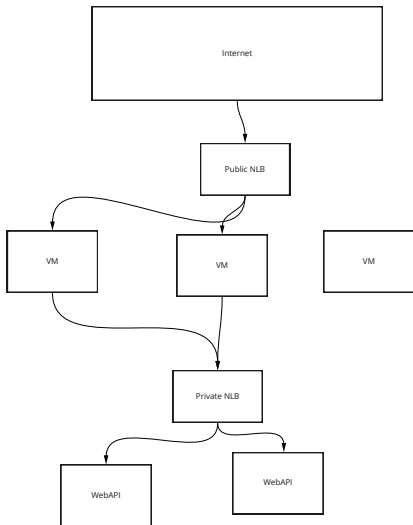 Internet
Public NLB
VM
VM
VM
Private NLB
WebAPI
WebAPI